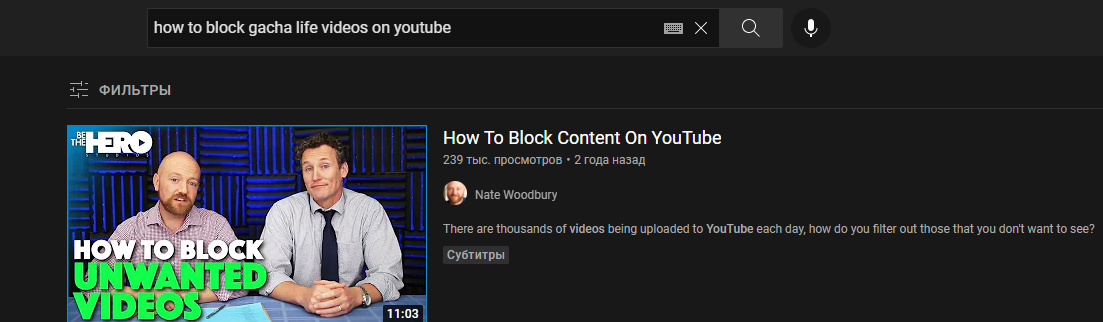 how to block gacha life videos on youtube
ФИЛЬТРЫ
BE THE HERO
STUDIOS
HOW TO BLOCK
UNWANTED
VIDEOS
11:03
How To Block Content On YouTube
239 тыс. просмотров • 2 года назад
Nate Woodbury
There are thousands of videos being uploaded to YouTube each day, how do you filter out those that you don't want to see?
Субтитры